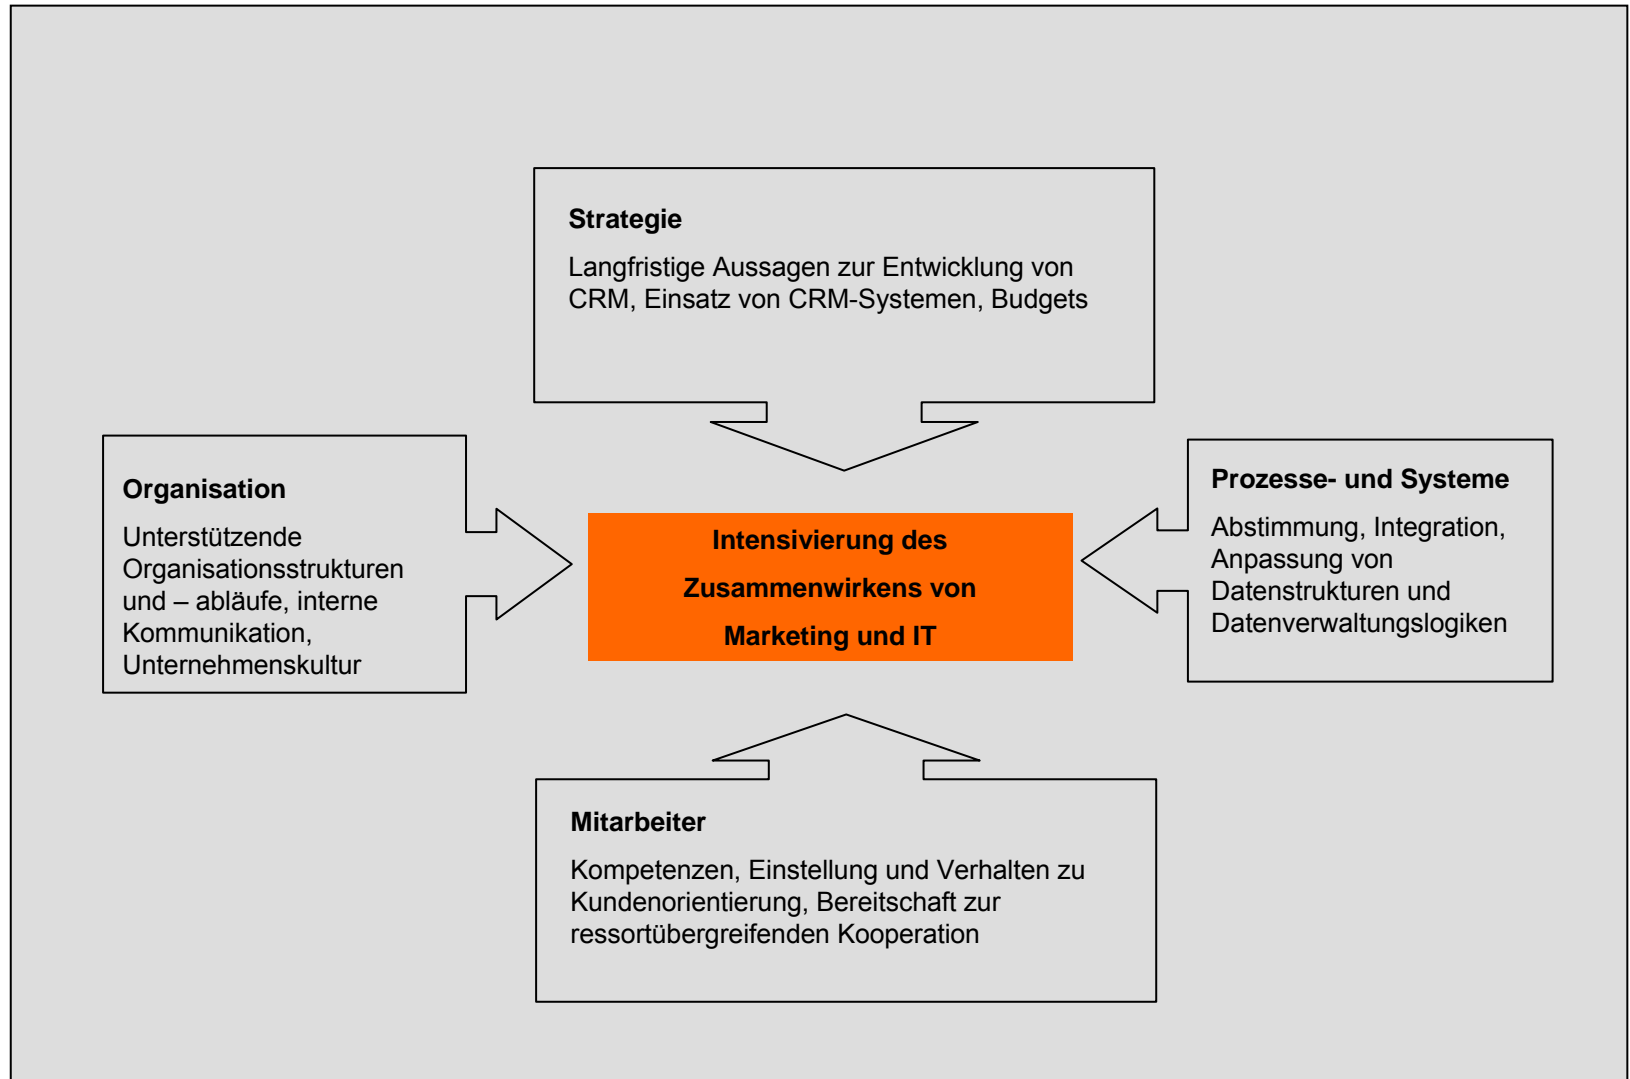 Strategie
Langfristige Aussagen zur Entwicklung von
CRM, Einsatz von CRM-Systemen, Budgets
Organisation
Unterstützende
Organisationsstrukturen
und – abläufe, interne
Kommunikation,
Unternehmenskultur
Intensivierung des
Zusammenwirkens von
Marketing und IT
Prozesse- und Systeme
Abstimmung, Integration,
Anpassung von
Datenstrukturen und
Datenverwaltungslogiken
Mitarbeiter
Kompetenzen, Einstellung und Verhalten zu
Kundenorientierung, Bereitschaft zur
ressortübergreifenden Kooperation